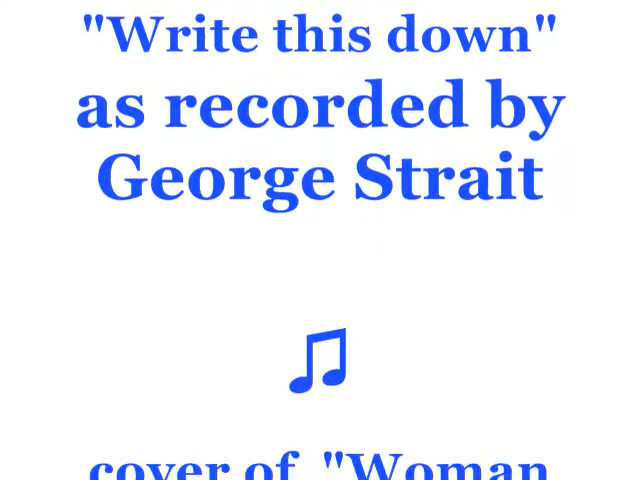 "Write this down"
as recorded by
George Strait
cover of "Woman